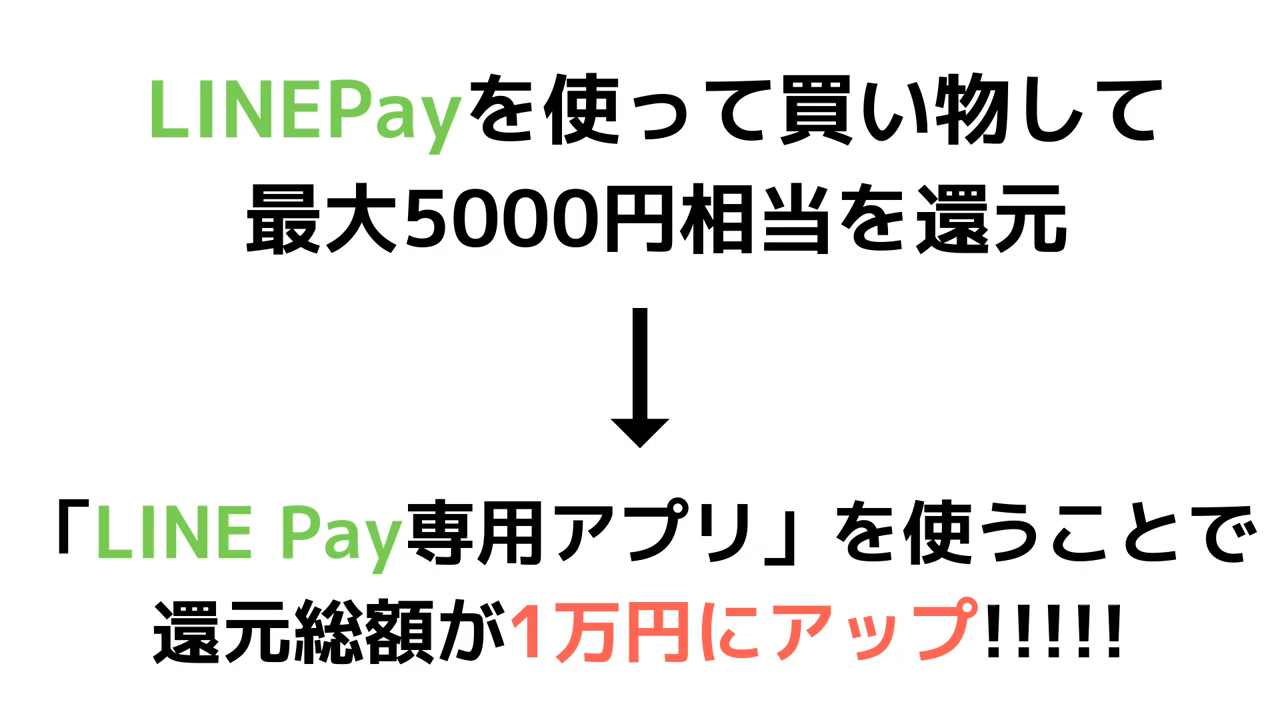 LINEPayを使って買い物して
最大5000円相当を還元
「LINE Pay専用アプリ」を使うことで
還元総額が1万円にアップ!!!!!